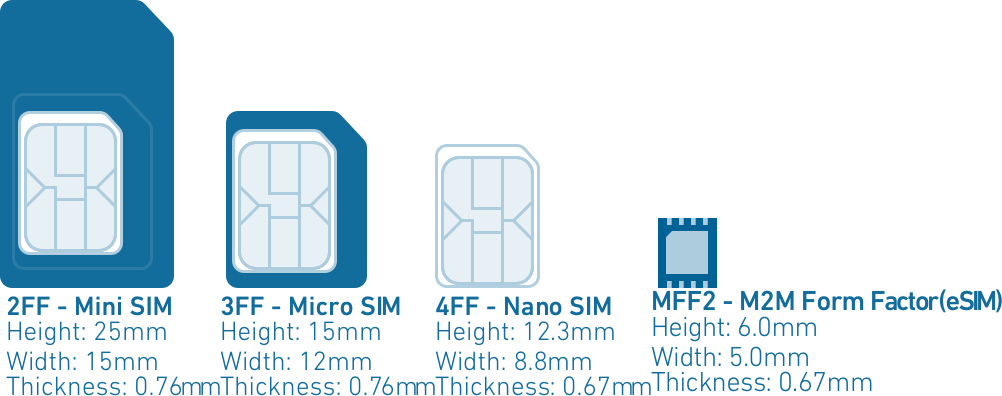 2FF - Mini SIM
Height: 25mm
Width: 15mm
Thickness: 0.76mm
3FF - Micro SIM
Height: 15mm
Width: 12mm
Thickness: 0.76mm
4FF - Nano SIM
Height: 12.3mm
Width: 8.8mm
Thickness: 0.67mm
MFF2 - M2M Form Factor(eSIM)
Height: 6.0mm
Width: 5.0mm
Thickness: 0.67mm